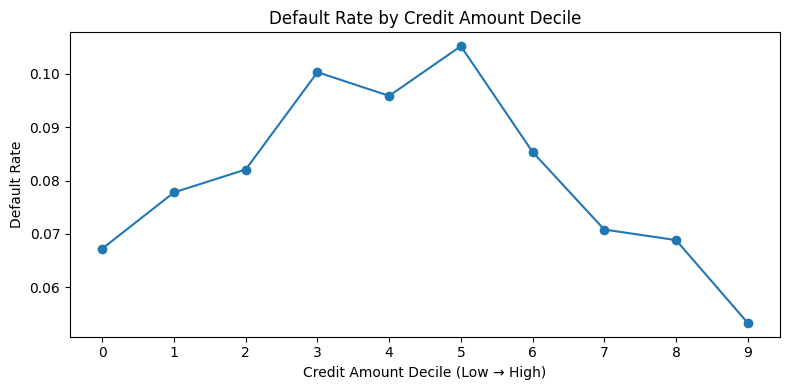 Default Rate by Credit Amount Decile
Default Rate
0.10
0.09
0.08
0.07
0.06
0 1 2 3 4 5 6 7 8 9
Credit Amount Decile (Low → High)